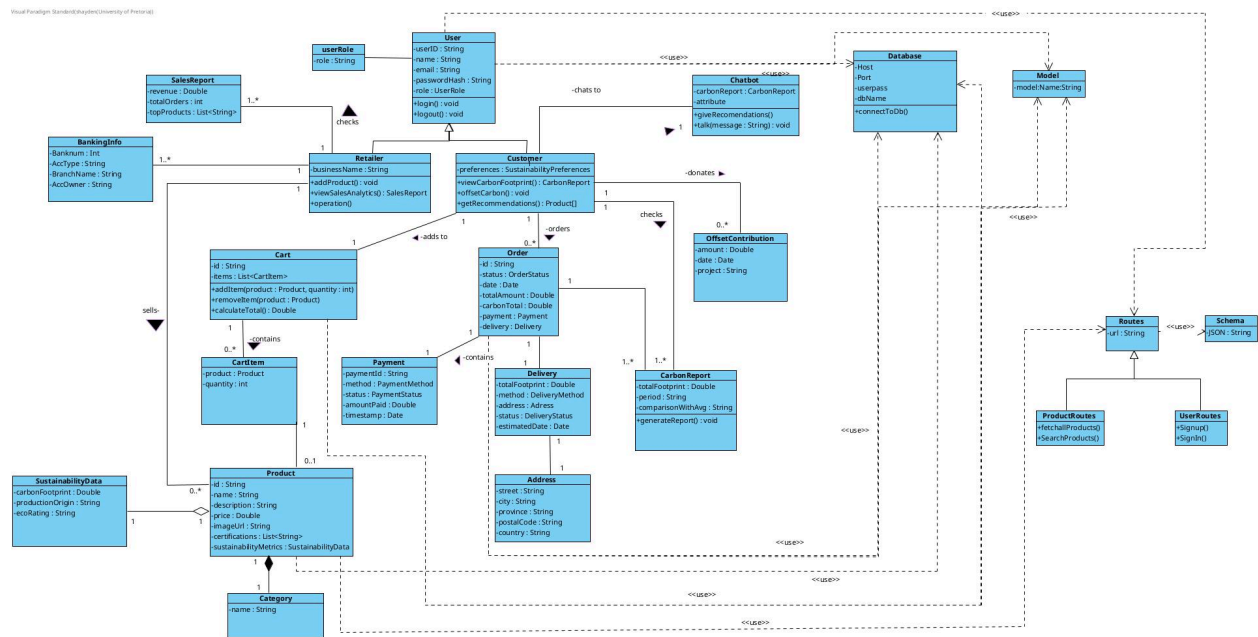 Visual Paradigm Standard(shayden(University of Pretoria))
<<use>>
User
-userID : String
-name : String
-email : String
-passwordHash : String
-role : UserRole
+login() : void
+logout() : void
userRole
-role : String
<<use>>
<<use>>
Database
-Host
-Port
-userpass
-dbName
+connectToDb()
Model
-model:Name:String
SalesReport
-revenue : Double
-totalOrders : int
-topProducts : List<String>
1..*
checks
1
-chats to
Chatbot
-carbonReport : CarbonReport
-attribute
+giveRecomendations()
+talk(message : String) : void
1
BankingInfo
-Banknum : Int
-AccType : String
-BranchName : String
-AccOwner : String
1..*
1
1
Retailer
-businessName : String
+addProduct() : void
+viewSalesAnalytics() : SalesReport
+operation()
Customer
-preferences : SustainabilityPreferences
+viewCarbonFootprint() : CarbonReport
+offsetCarbon() : void
+getRecommendations() : Product[]
1
1
1
1
-donates
0..*
checks
<<use>>
OffsetContribution
-amount : Double
-date : Date
-project : String
1
-adds to
-orders
0..*
Cart
-id : String
-items : List<CartItem>
+addItem(product : Product, quantity : int)
+removeItem(product : Product)
+calculateTotal() : Double
Order
-id : String
-status : OrderStatus
-date : Date
-totalAmount : Double
-carbonTotal : Double
-payment : Payment
-delivery : Delivery
1
sells-
1
-contains
0..*
1
1
-contains
1
1
1..*
1..*
Routes
-url : String
<<use>>
Schema
-JSON : String
CartItem
-product : Product
-quantity : int
Payment
-paymentId : String
-method : PaymentMethod
-status : PaymentStatus
-amountPaid : Double
-timestamp : Date
Delivery
-totalFootprint : Double
-method : DeliveryMethod
-address : Adress
-status : DeliveryStatus
-estimatedDate : Date
CarbonReport
-totalFootprint : Double
-period : String
-comparisonWithAvg : String
+generateReport() : void
ProductRoutes
+fetchallProducts()
+SearchProducts()
UserRoutes
+Signup()
+SignIn()
<<use>>
1
0..1
1
1
SustainabilityData
-carbonFootprint : Double
-productionOrigin : String
-ecoRating : String
1
1
0..*
Product
-id : String
-name : String
-description : String
-price : Double
-imageUrl : String
-certifications : List<String>
-sustainabilityMetrics : SustainabilityData
Address
-street : String
-city : String
-province : String
-postalCode : String
-country : String
<<use>>
1
1
<<use>>
<<use>>
Category
-name : String
<<use>>